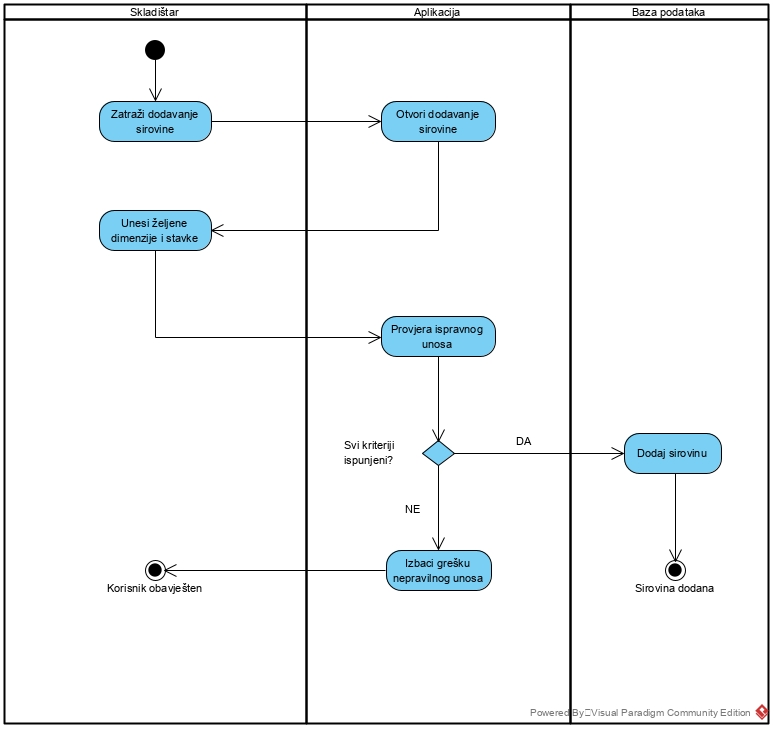 Skladištar
Aplikacija
Baza podataka
Zatraži dodavanje
sirovine
Otvori dodavanje
sirovine
Unesi željene
dimenzije i stavke
Provjera ispravnog
unosa
Svi kriteriji
ispunjeni?
DA
Dodaj sirovinu
NE
Izbaci grešku
nepravilnog unosa
Korisnik obavješten
Sirovina dodana
Powered By Visual Paradigm Community Edition